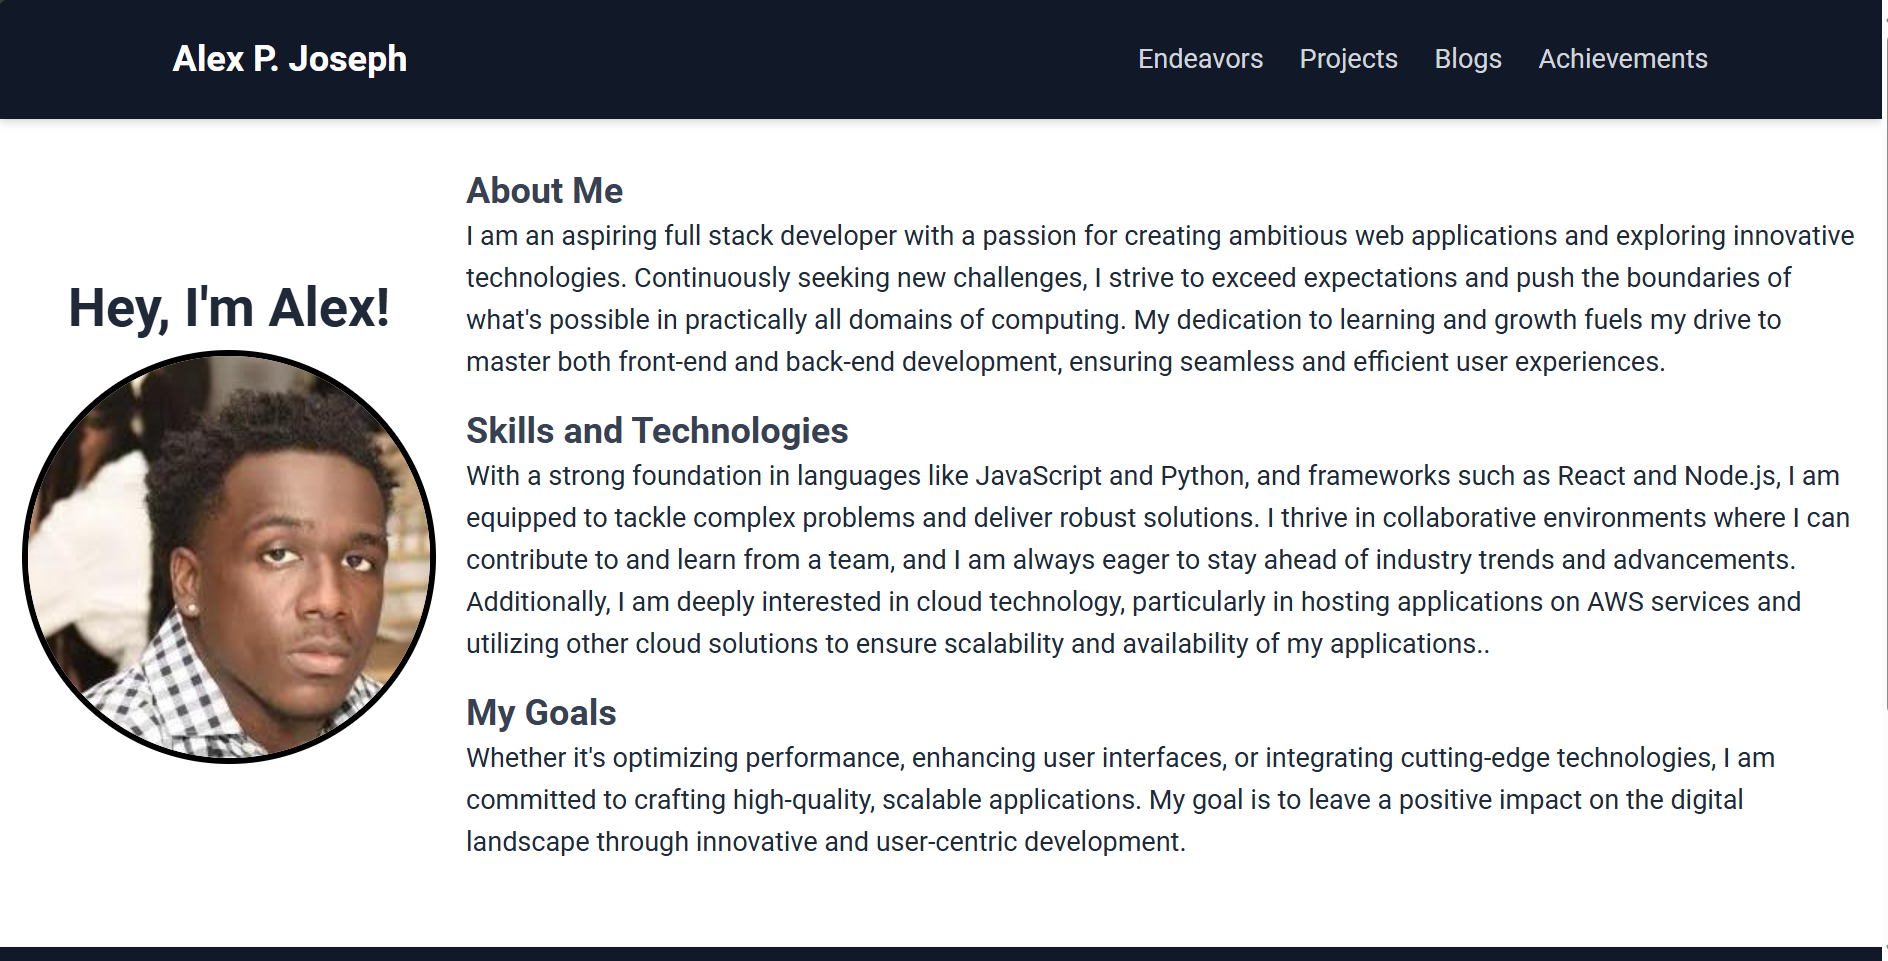 Alex P. Joseph
Endeavors Projects Blogs Achievements
Hey, I'm Alex!
About Me
I am an aspiring full stack developer with a passion for creating ambitious web applications and exploring innovative
technologies. Continuously seeking new challenges, I strive to exceed expectations and push the boundaries of
what's possible in practically all domains of computing. My dedication to learning and growth fuels my drive to
master both front-end and back-end development, ensuring seamless and efficient user experiences.
Skills and Technologies
With a strong foundation in languages like JavaScript and Python, and frameworks such as React and Node.js, I am
equipped to tackle complex problems and deliver robust solutions. I thrive in collaborative environments where I can
contribute to and learn from a team, and I am always eager to stay ahead of industry trends and advancements.
Additionally, I am deeply interested in cloud technology, particularly in hosting applications on AWS services and
utilizing other cloud solutions to ensure scalability and availability of my applications..
My Goals
Whether it's optimizing performance, enhancing user interfaces, or integrating cutting-edge technologies, I am
committed to crafting high-quality, scalable applications. My goal is to leave a positive impact on the digital
landscape through innovative and user-centric development.